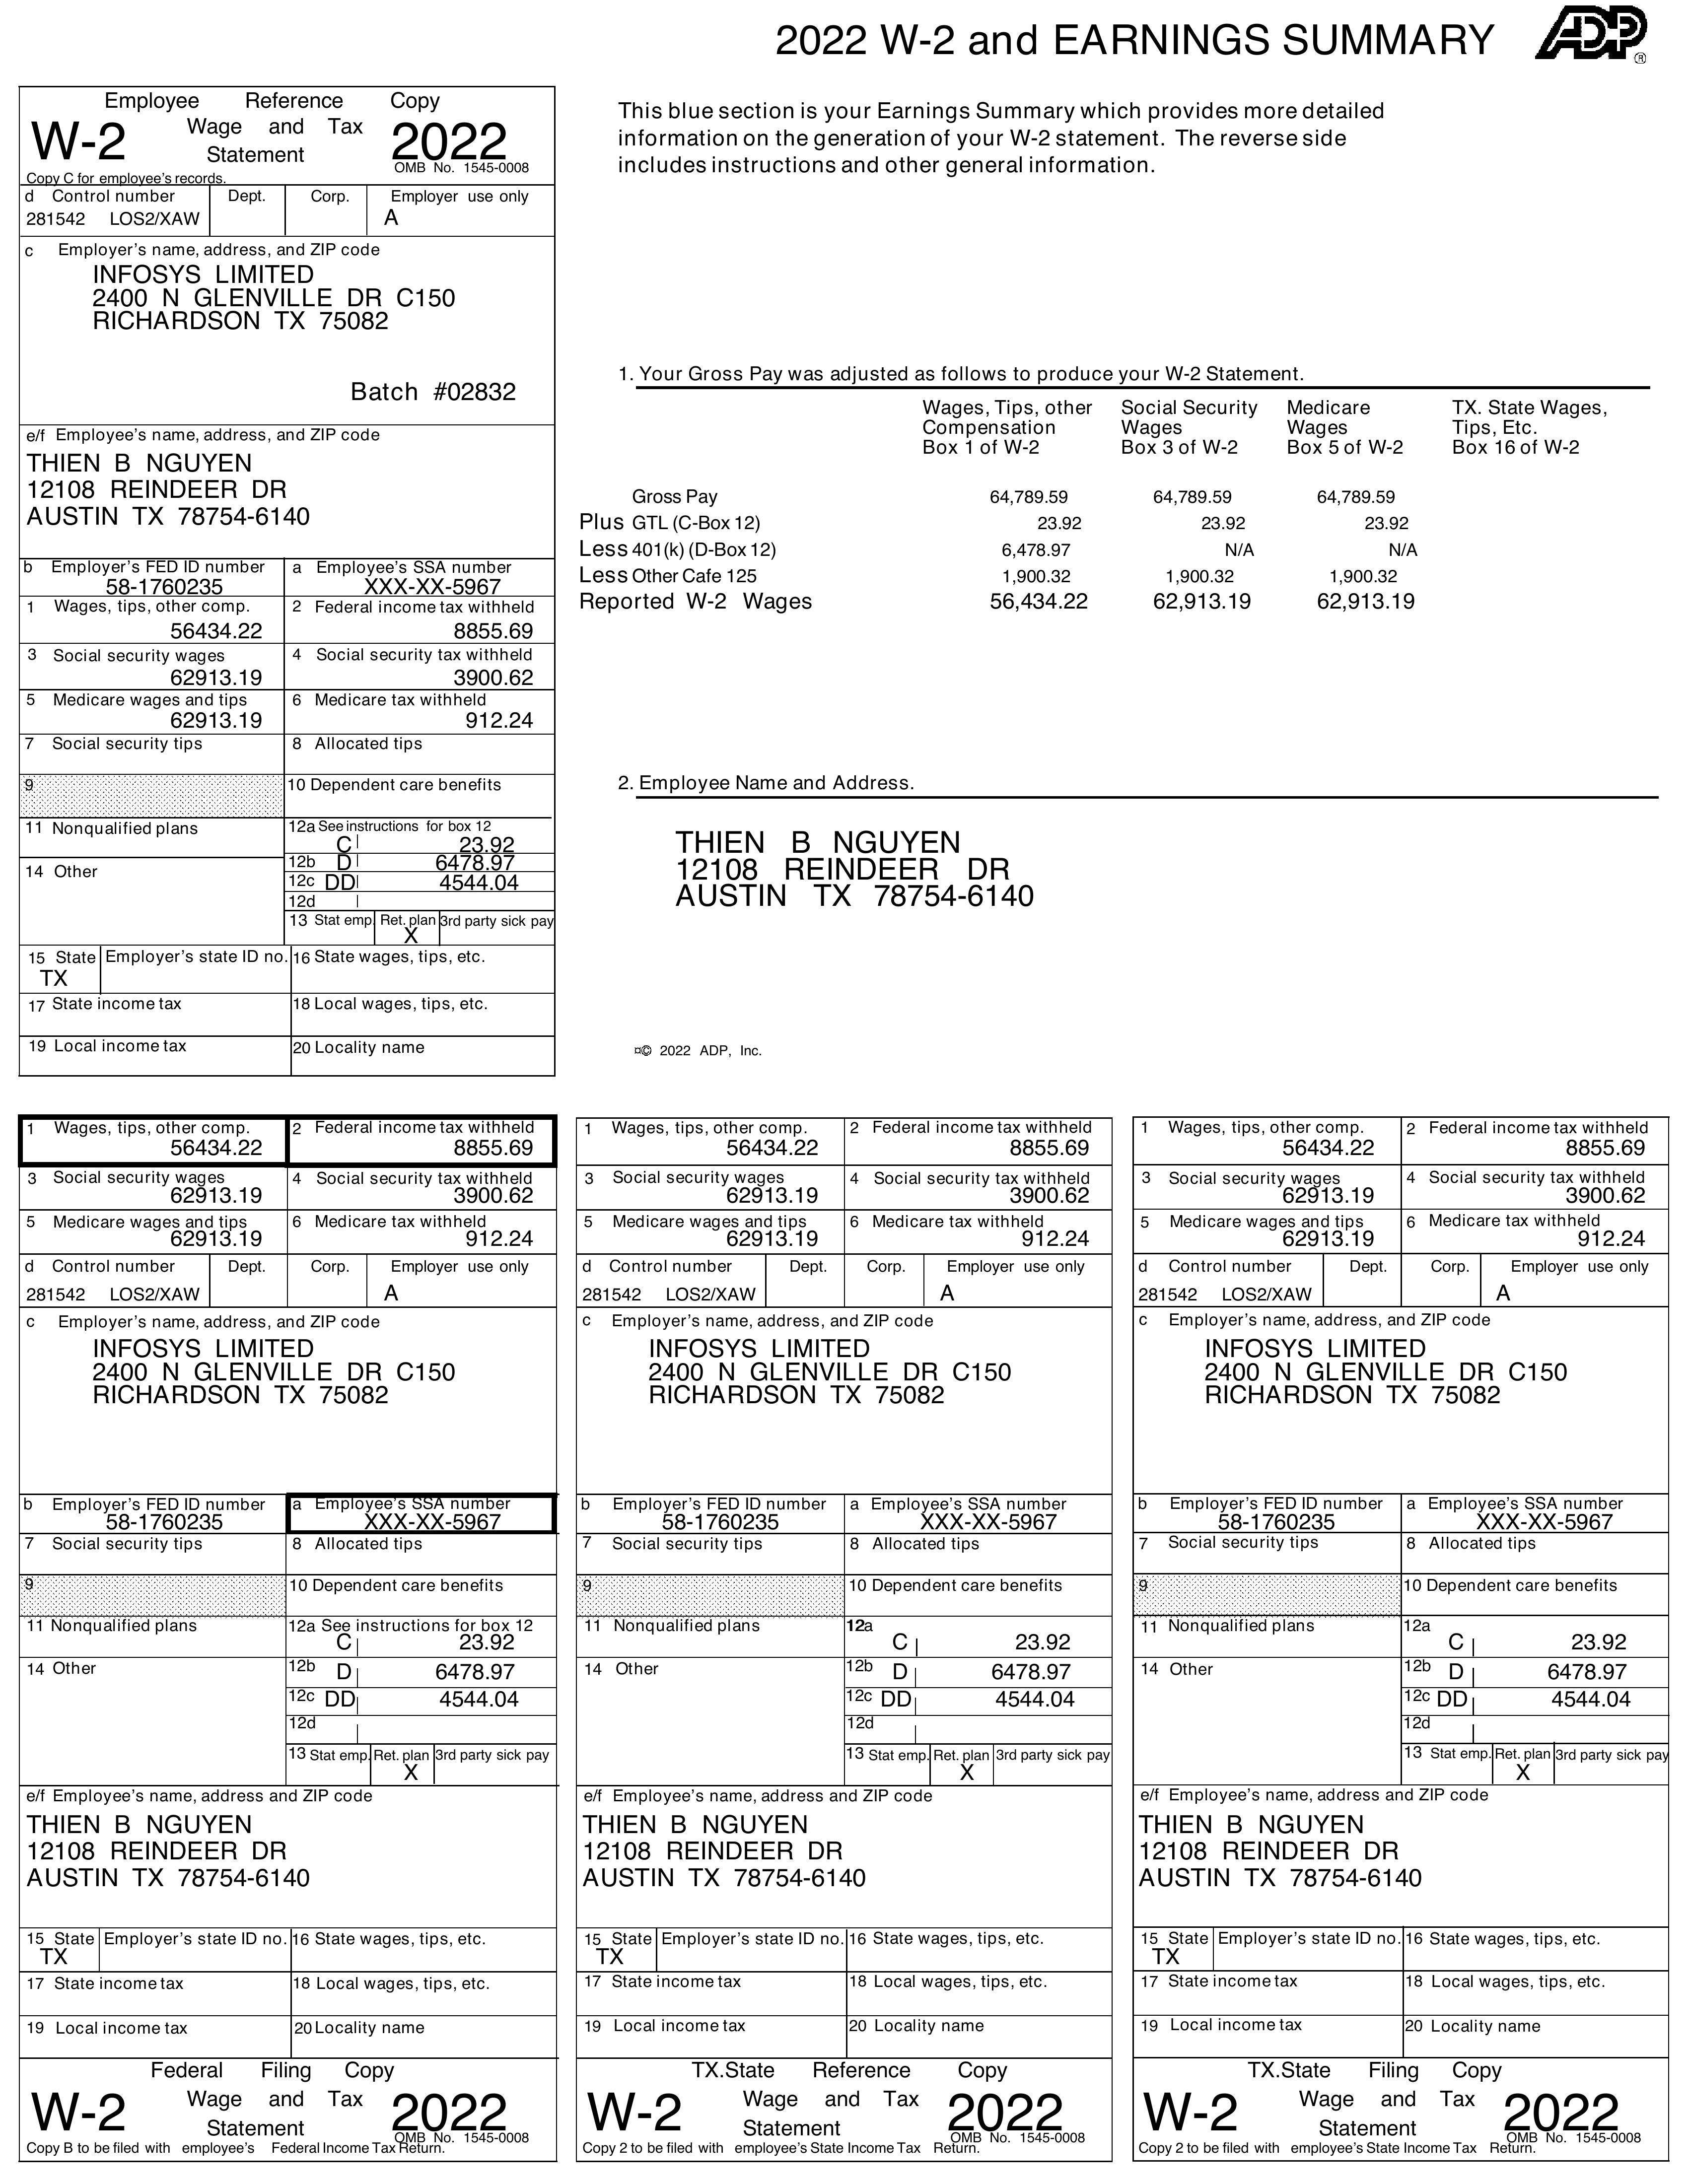 2022 W-2 and EARNINGS SUMMARY
ADP
®
Employee Reference Copy
W-2 Wage and Tax Statement 2022
OMB No. 1545-0008
Copy C for employee's records.
d Control number Dept. Corp. Employer use only
281542 LOS2/XAW A
c Employer's name, address, and ZIP code
INFOSYS LIMITED
2400 N GLENVILLE DR C150
RICHARDSON TX 75082
Batch #02832
e/f Employee's name, address, and ZIP code
THIEN B NGUYEN
12108 REINDEER DR
AUSTIN TX 78754-6140
b Employer's FED ID number a Employee's SSA number
58-1760235 XXX-XX-5967
1 Wages, tips, other comp. 2 Federal income tax withheld
56434.22 8855.69
3 Social security wages 4 Social security tax withheld
62913.19 3900.62
5 Medicare wages and tips 6 Medicare tax withheld
62913.19 912.24
7 Social security tips 8 Allocated tips
9 10 Dependent care benefits
11 Nonqualified plans 12a See instructions for box 12
C 23.92
12b D 6478.97
14 Other 12c DD 4544.04
12d
13 Stat emp. Ret. plan 3rd party sick pay
X
15 State Employer's state ID no. 16 State wages, tips, etc.
TX
17 State income tax 18 Local wages, tips, etc.
19 Local income tax 20 Locality name
This blue section is your Earnings Summary which provides more detailed
information on the generation of your W-2 statement. The reverse side
includes instructions and other general information.
1. Your Gross Pay was adjusted as follows to produce your W-2 Statement.
Wages, Tips, other Social Security Medicare TX. State Wages,
Compensation Wages Wages Tips, Etc.
Box 1 of W-2 Box 3 of W-2 Box 5 of W-2 Box 16 of W-2
Gross Pay 64,789.59 64,789.59 64,789.59
Plus GTL (C-Box 12) 23.92 23.92 23.92
Less 401(k) (D-Box 12) 6,478.97 N/A N/A
Less Other Cafe 125 1,900.32 1,900.32 1,900.32
Reported W-2 Wages 56,434.22 62,913.19 62,913.19
2. Employee Name and Address.
THIEN B NGUYEN
12108 REINDEER DR
AUSTIN TX 78754-6140
¤© 2022 ADP, Inc.
1 Wages, tips, other comp. 2 Federal income tax withheld
56434.22 8855.69
3 Social security wages 4 Social security tax withheld
62913.19 3900.62
5 Medicare wages and tips 6 Medicare tax withheld
62913.19 912.24
d Control number Dept. Corp. Employer use only
281542 LOS2/XAW A
c Employer's name, address, and ZIP code
INFOSYS LIMITED
2400 N GLENVILLE DR C150
RICHARDSON TX 75082
b Employer's FED ID number a Employee's SSA number
58-1760235 XXX-XX-5967
7 Social security tips 8 Allocated tips
9 10 Dependent care benefits
11 Nonqualified plans 12a See instructions for box 12
C 23.92
14 Other 12b D 6478.97
12c DD 4544.04
12d
13 Stat emp. Ret. plan 3rd party sick pay
X
e/f Employee's name, address and ZIP code
THIEN B NGUYEN
12108 REINDEER DR
AUSTIN TX 78754-6140
15 State Employer's state ID no. 16 State wages, tips, etc.
TX
17 State income tax 18 Local wages, tips, etc.
19 Local income tax 20 Locality name
Federal Filing Copy
W-2 Wage and Tax Statement 2022
OMB No. 1545-0008
Copy B to be filed with employee's Federal Income Tax Return.
1 Wages, tips, other comp. 2 Federal income tax withheld
56434.22 8855.69
3 Social security wages 4 Social security tax withheld
62913.19 3900.62
5 Medicare wages and tips 6 Medicare tax withheld
62913.19 912.24
d Control number Dept. Corp. Employer use only
281542 LOS2/XAW A
c Employer's name, address, and ZIP code
INFOSYS LIMITED
2400 N GLENVILLE DR C150
RICHARDSON TX 75082
b Employer's FED ID number a Employee's SSA number
58-1760235 XXX-XX-5967
7 Social security tips 8 Allocated tips
9 10 Dependent care benefits
11 Nonqualified plans 12a
C 23.92
14 Other 12b D 6478.97
12c DD 4544.04
12d
13 Stat emp. Ret. plan 3rd party sick pay
X
e/f Employee's name, address and ZIP code
THIEN B NGUYEN
12108 REINDEER DR
AUSTIN TX 78754-6140
15 State Employer's state ID no. 16 State wages, tips, etc.
TX
17 State income tax 18 Local wages, tips, etc.
19 Local income tax 20 Locality name
TX.State Reference Copy
W-2 Wage and Tax Statement 2022
OMB No. 1545-0008
Copy 2 to be filed with employee's State Income Tax Return.
1 Wages, tips, other comp. 2 Federal income tax withheld
56434.22 8855.69
3 Social security wages 4 Social security tax withheld
62913.19 3900.62
5 Medicare wages and tips 6 Medicare tax withheld
62913.19 912.24
d Control number Dept. Corp. Employer use only
281542 LOS2/XAW A
c Employer's name, address, and ZIP code
INFOSYS LIMITED
2400 N GLENVILLE DR C150
RICHARDSON TX 75082
b Employer's FED ID number a Employee's SSA number
58-1760235 XXX-XX-5967
7 Social security tips 8 Allocated tips
9 10 Dependent care benefits
11 Nonqualified plans 12a
C 23.92
14 Other 12b D 6478.97
12c DD 4544.04
12d
13 Stat emp. Ret. plan 3rd party sick pay
X
e/f Employee's name, address and ZIP code
THIEN B NGUYEN
12108 REINDEER DR
AUSTIN TX 78754-6140
15 State Employer's state ID no. 16 State wages, tips, etc.
TX
17 State income tax 18 Local wages, tips, etc.
19 Local income tax 20 Locality name
TX.State Filing Copy
W-2 Wage and Tax Statement 2022
OMB No. 1545-0008
Copy 2 to be filed with employee's State Income Tax Return.